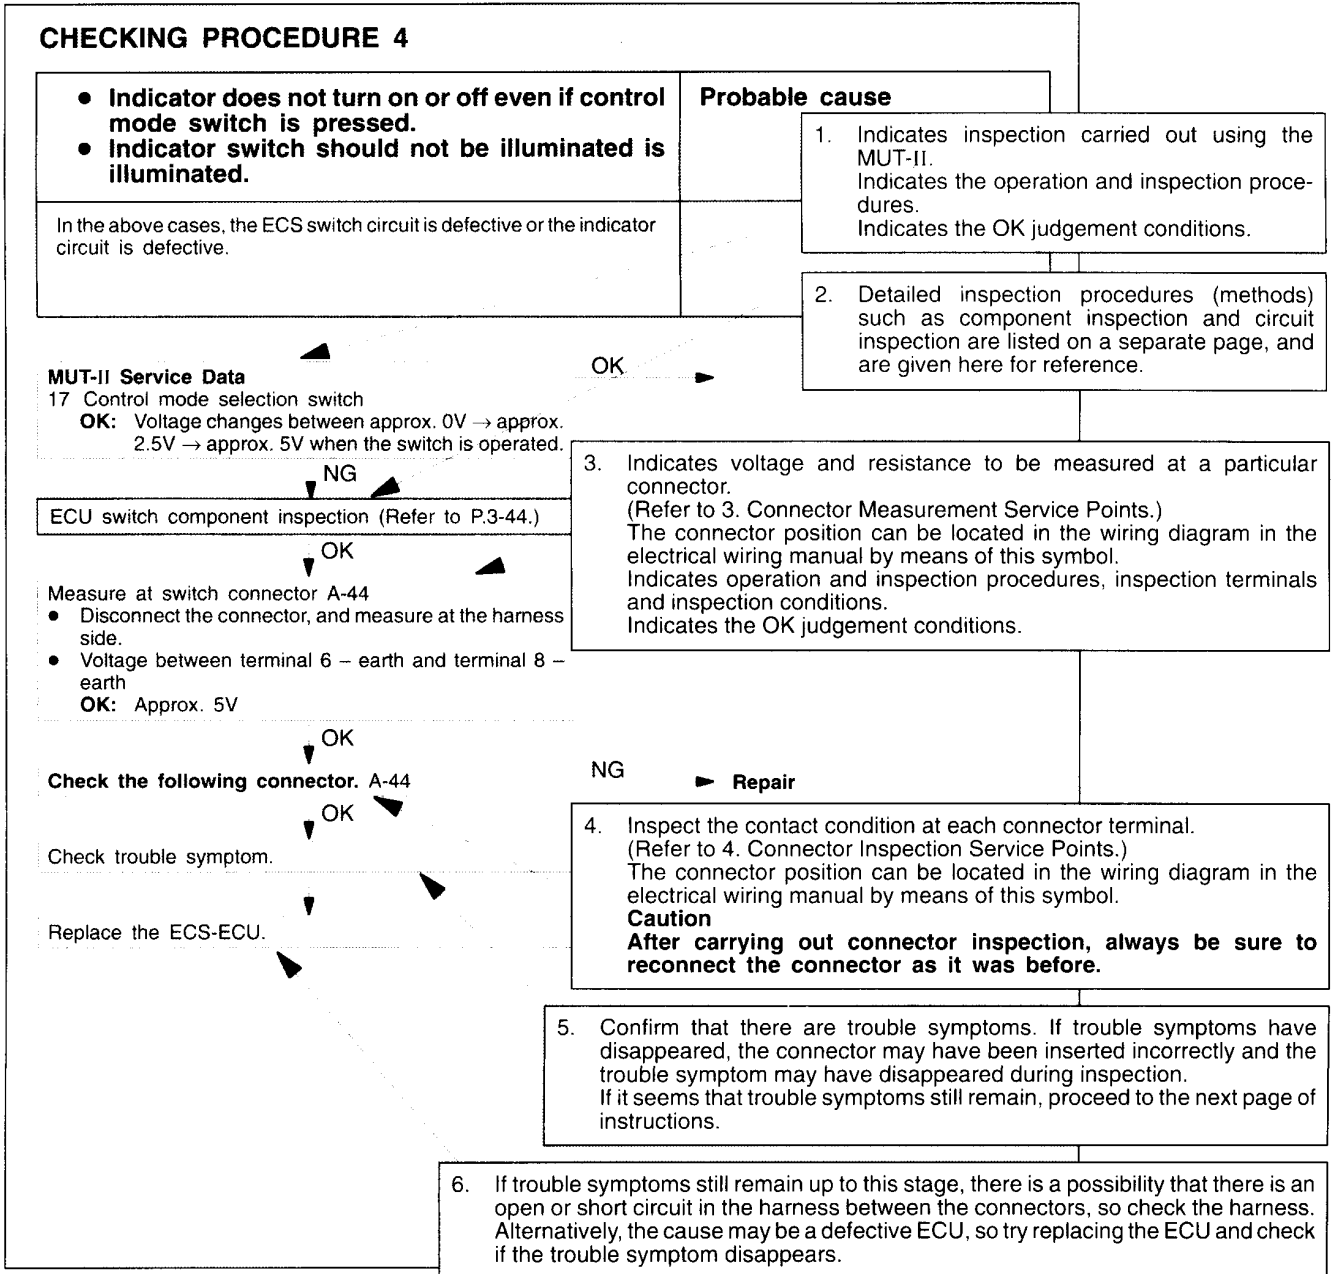 CHECKING PROCEDURE 4
● Indicator does not turn on or off even if control
mode switch is pressed.
● Indicator switch should not be illuminated is
illuminated.
Probable cause
In the above cases, the ECS switch circuit is defective or the indicator
circuit is defective.
1. Indicates inspection carried out using the
MUT-II.
Indicates the operation and inspection proce-
dures.
Indicates the OK judgement conditions.
2. Detailed inspection procedures (methods)
such as component inspection and circuit
inspection are listed on a separate page, and
are given here for reference.
MUT-II Service Data
17 Control mode selection switch
OK: Voltage changes between approx. 0V → approx.
2.5V → approx. 5V when the switch is operated.
OK
NG
ECU switch component inspection (Refer to P.3-44.)
OK
3. Indicates voltage and resistance to be measured at a particular
connector.
(Refer to 3. Connector Measurement Service Points.)
The connector position can be located in the wiring diagram in the
electrical wiring manual by means of this symbol.
Indicates operation and inspection procedures, inspection terminals
and inspection conditions.
Indicates the OK judgement conditions.
Measure at switch connector A-44
● Disconnect the connector, and measure at the harness
side.
● Voltage between terminal 6 – earth and terminal 8 –
earth
OK: Approx. 5V
OK
Check the following connector. A-44
NG
Repair
OK
Check trouble symptom.
Replace the ECS-ECU.
4. Inspect the contact condition at each connector terminal.
(Refer to 4. Connector Inspection Service Points.)
The connector position can be located in the wiring diagram in the
electrical wiring manual by means of this symbol.
Caution
After carrying out connector inspection, always be sure to
reconnect the connector as it was before.
5. Confirm that there are trouble symptoms. If trouble symptoms have
disappeared, the connector may have been inserted incorrectly and the
trouble symptom may have disappeared during inspection.
If it seems that trouble symptoms still remain, proceed to the next page of
instructions.
6. If trouble symptoms still remain up to this stage, there is a possibility that there is an
open or short circuit in the harness between the connectors, so check the harness.
Alternatively, the cause may be a defective ECU, so try replacing the ECU and check
if the trouble symptom disappears.